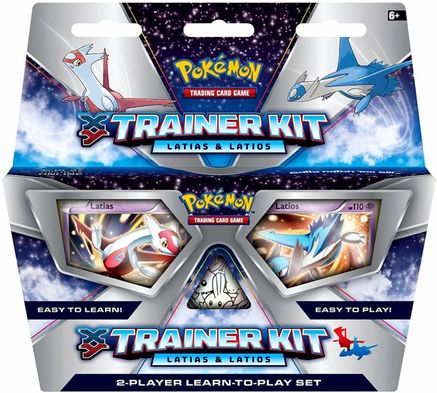 6+
POKéMON
TRADING CARD GAME
XY
TRAINER KIT
LATIAS & LATIOS
POKéMON
TRADING CARD GAME
Latias
Latios
HP110
EASY TO LEARN!
EASY TO PLAY!
XY
TRAINER KIT
LATIAS & LATIOS
2-PLAYER LEARN-TO-PLAY SET